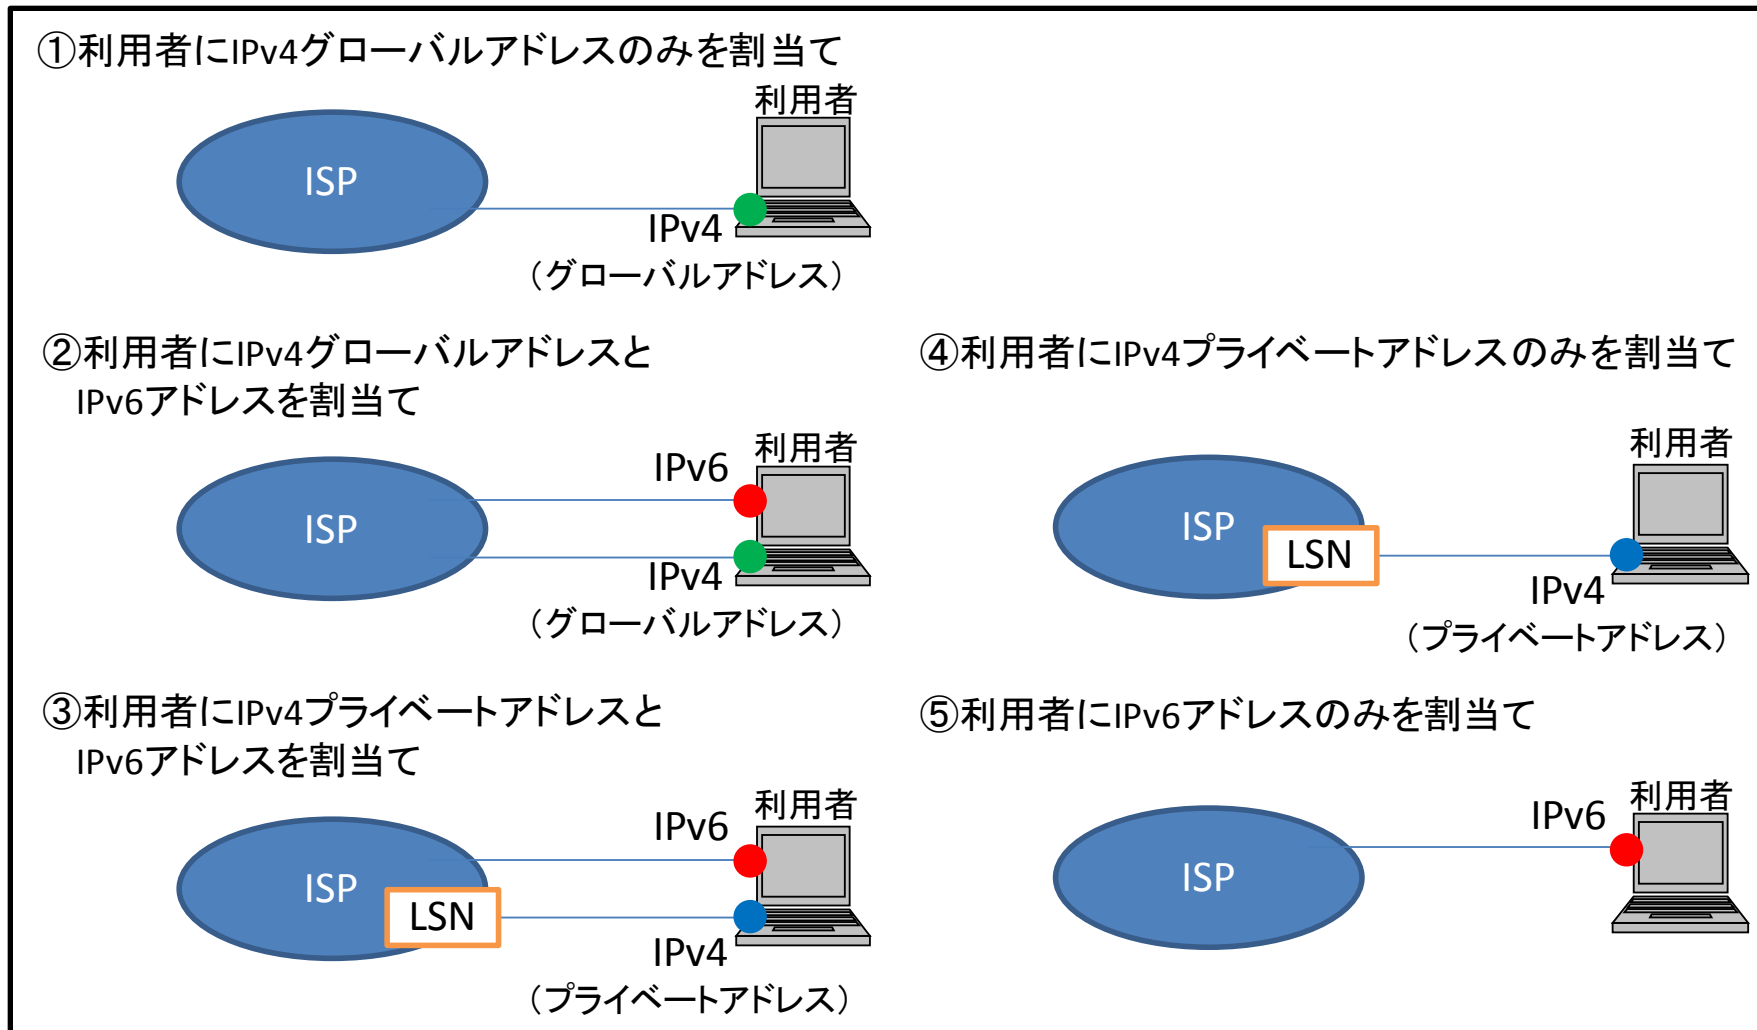 ①利用者にIPv4グローバルアドレスのみを割当て
利用者
ISP
IPv4
（グローバルアドレス）
②利用者にIPv4グローバルアドレスと
IPv6アドレスを割当て
利用者
IPv6
ISP
IPv4
（グローバルアドレス）
③利用者にIPv4プライベートアドレスと
IPv6アドレスを割当て
利用者
IPv6
ISP
LSN
IPv4
（プライベートアドレス）
④利用者にIPv4プライベートアドレスのみを割当て
利用者
ISP
LSN
IPv4
（プライベートアドレス）
⑤利用者にIPv6アドレスのみを割当て
利用者
IPv6
ISP